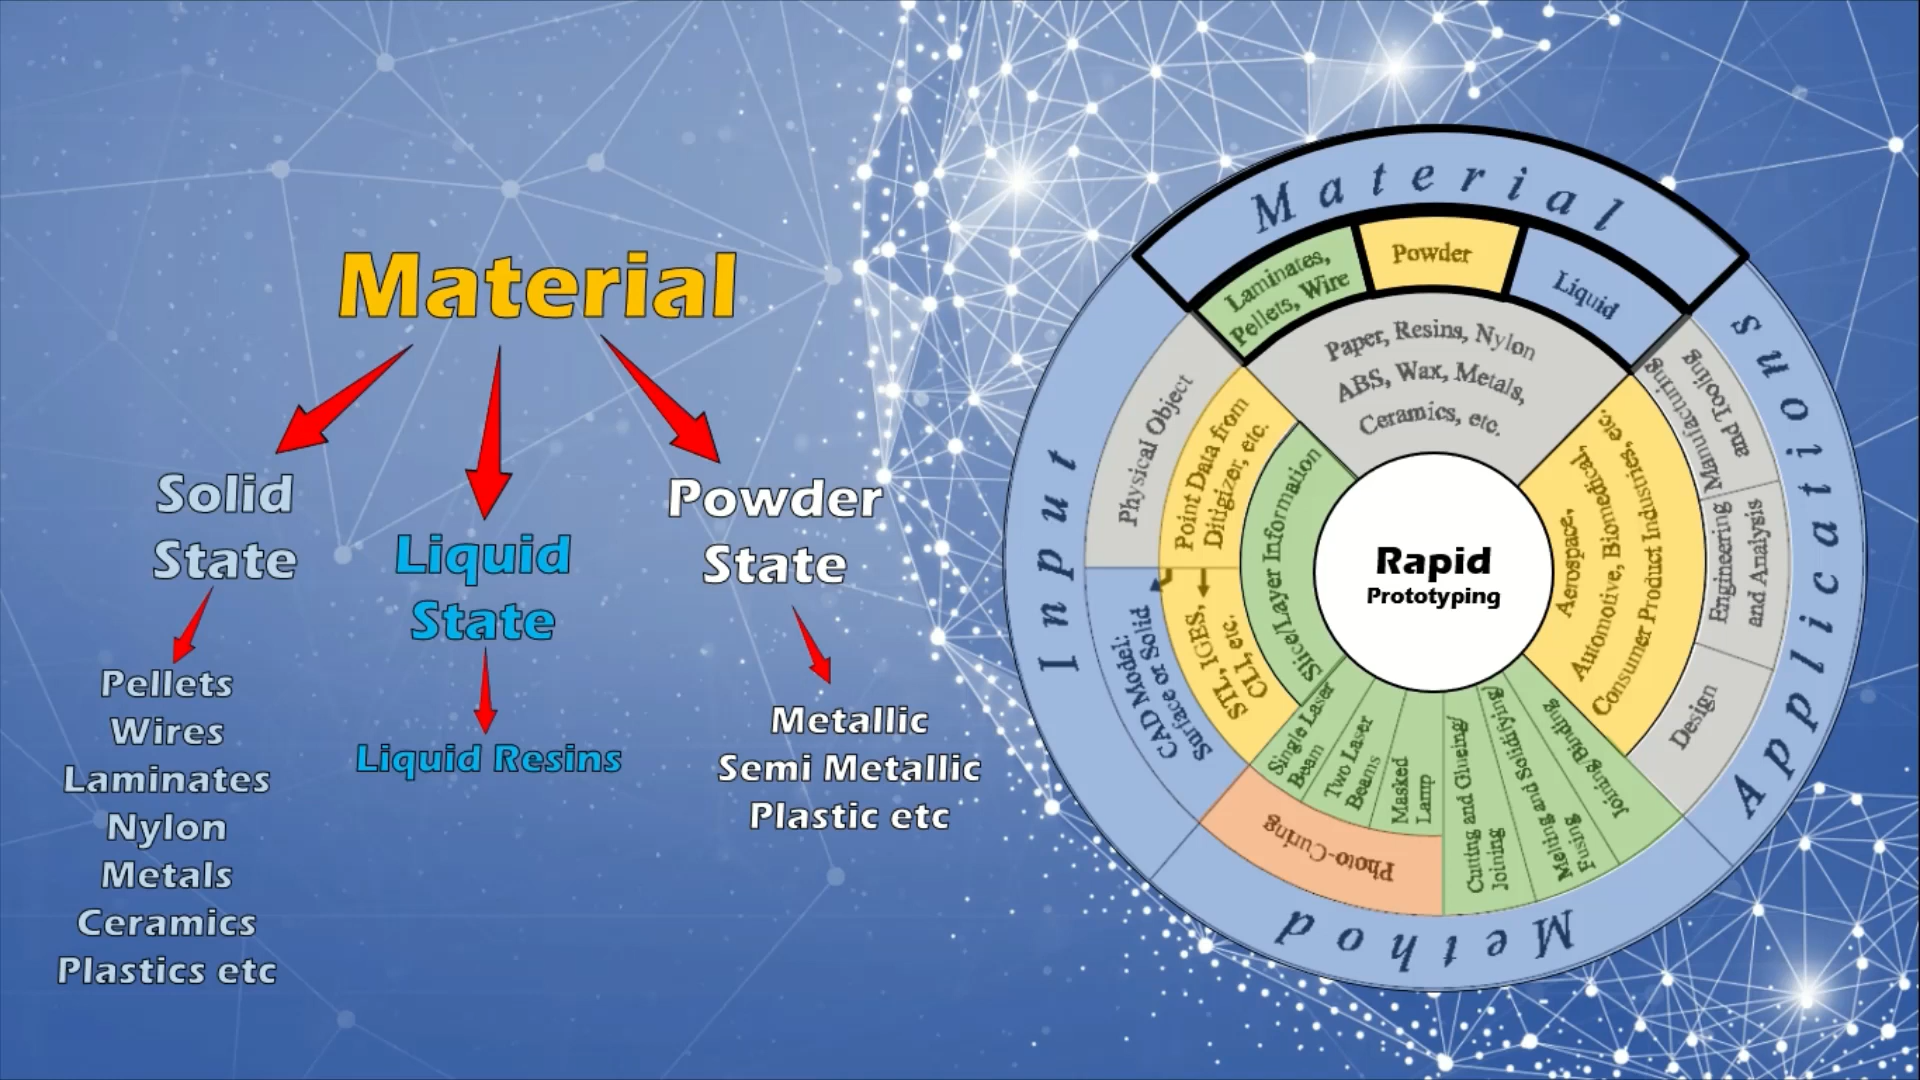 Material
Solid
State
Pellets
Wires
Laminates
Nylon
Metals
Ceramics
Plastics etc
Liquid
State
Liquid Resins
Powder
State
Metallic
Semi Metallic
Plastic etc
Material
Laminates,
Pellets, Wire
Powder
Liquid
Paper, Resins, Nylon
ABS, Wax, Metals,
Ceramics, etc.
Input
Physical Object
Point Data from
Ditigizer, etc.
Slice/Layer Information
CAD Model:
Surface or Solid
STL, IGES,
CLI, etc.
Rapid
Prototyping
Applications
Manufacturing
and Tooling
Engineering
and Analysis
Design
Aerospace,
Automotive, Biomedical,
Consumer Product Industries, etc.
Single Laser
Beam
Two Laser
Beams
Masked
Lamp
Photo-Curing
Cutting and Glueing/
Joining
Melting and Solidifying/
Fusing
Joining/Binding
Method